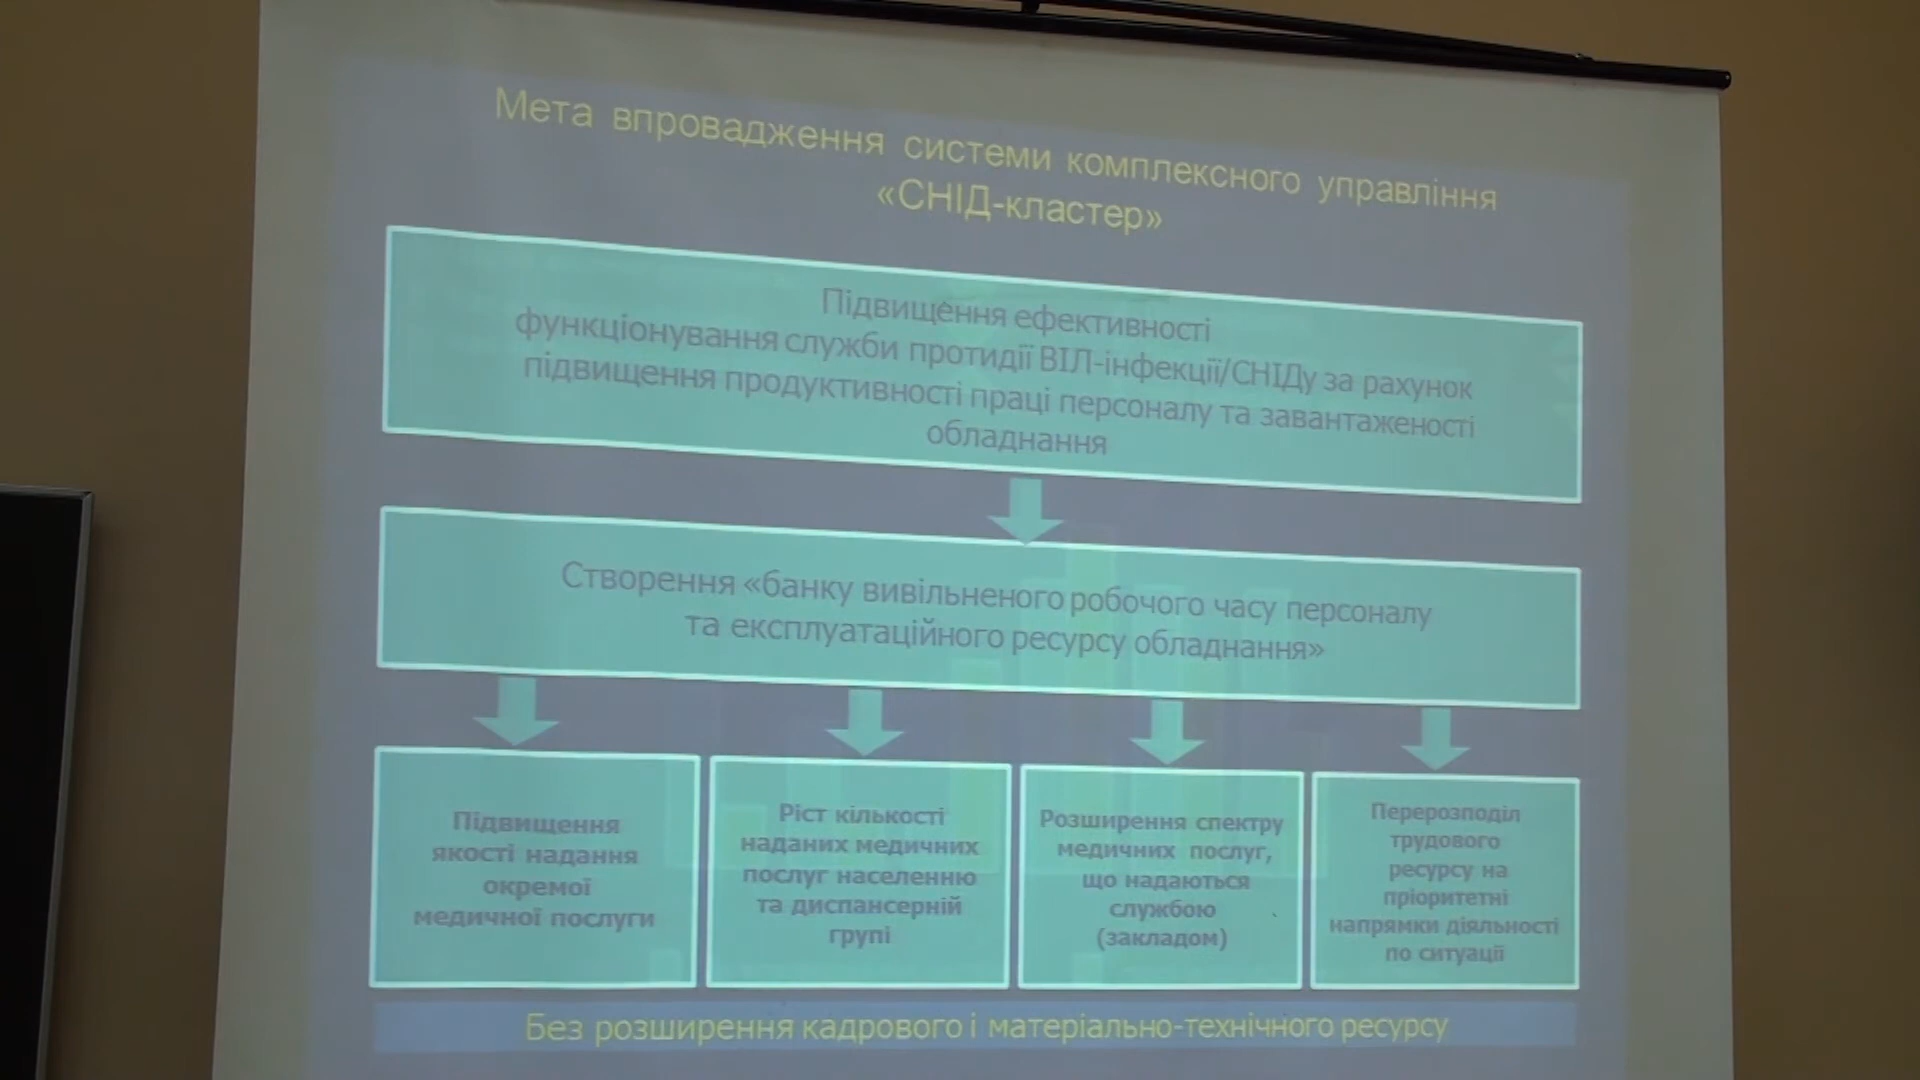 Мета впровадження системи комплексного управління
«СНІД-кластер»
Підвищення ефективності
функціонування служби протидії ВІЛ-інфекції/СНІДу за рахунок
підвищення продуктивності праці персоналу та завантаженості
обладнання
Створення «банку вивільненого робочого часу персоналу
та експлуатаційного ресурсу обладнання»
Підвищення
якості надання
окремої
медичної послуги
Ріст кількості
наданих медичних
послуг населенню
та диспансерній
групі
Розширення спектру
медичних послуг,
що надаються
службою
(закладом)
Перерозподіл
трудового
ресурсу на
пріоритетні
напрямки діяльності
по ситуації
Без розширення кадрового і матеріально-технічного ресурсу